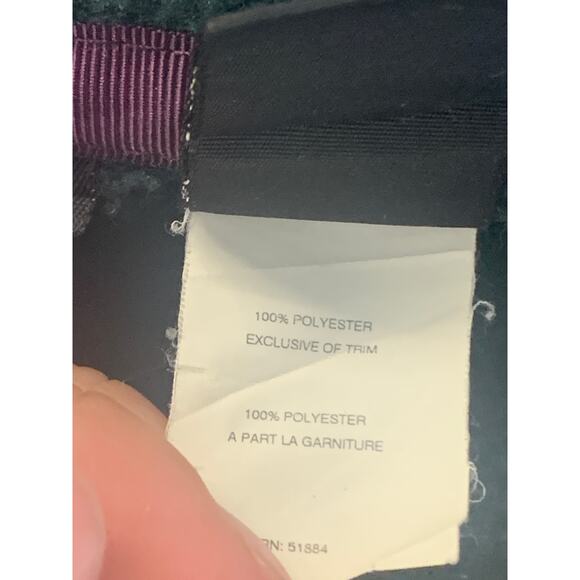 100% POLYESTER
EXCLUSIVE OF TRIM
100% POLYESTER
A PART LA GARNITURE
RN: 51884